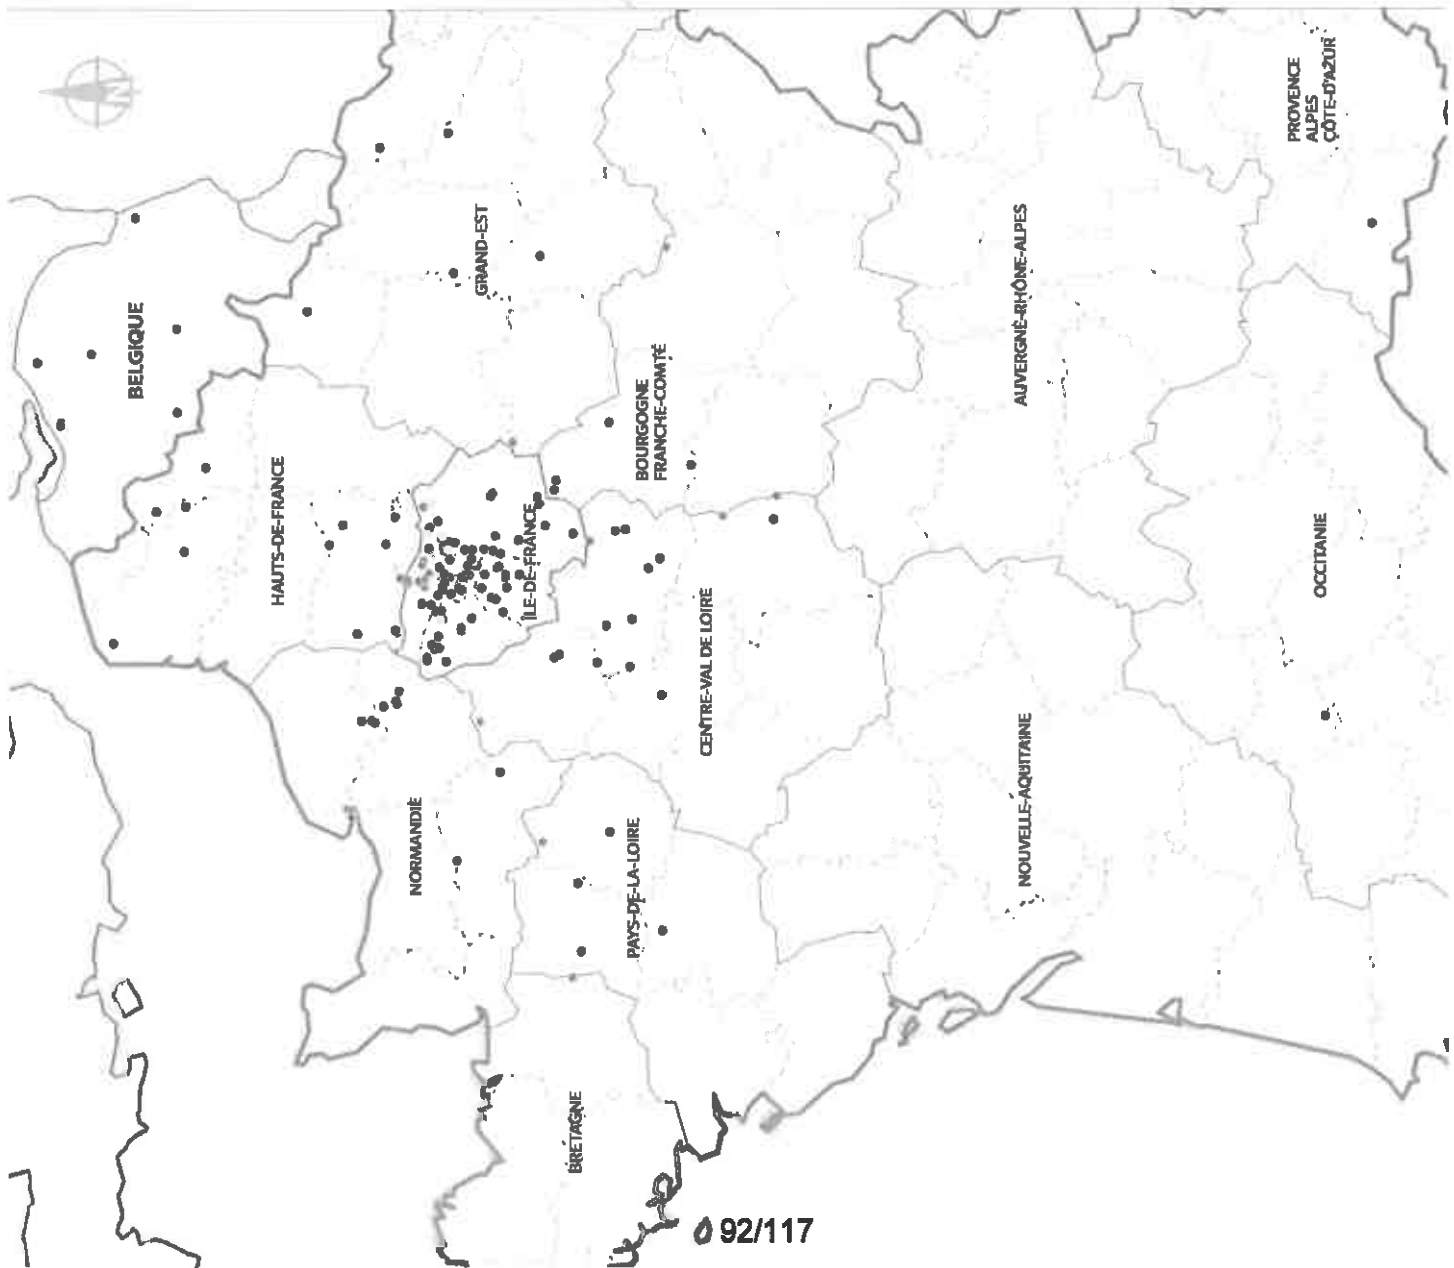 N
BELGIQUE
HAUTS-DE-FRANCE
GRAND-EST
NORMANDIE
ÎLE-DE-FRANCE
BRETAGNE
PAYS-DE-LA-LOIRE
CENTRE-VAL DE LOIRE
BOURGOGNE
FRANCHE-COMTÉ
NOUVELLE-AQUITAINE
AUVERGNE-RHÔNE-ALPES
OCCITANIE
PROVENCE
ALPES
CÔTE-D'AZUR
92/117